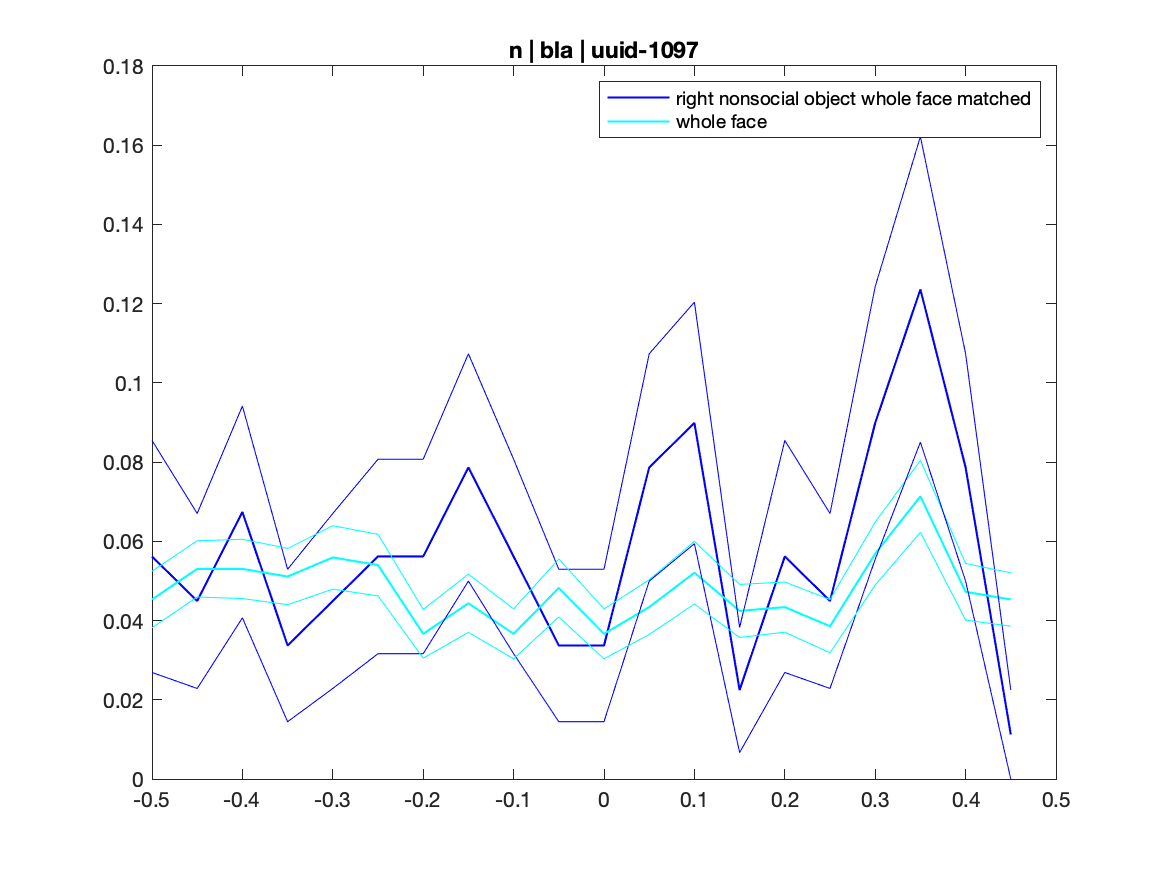 n | bla | uuid-1097
right nonsocial object whole face matched
whole face
0.18
0.16
0.14
0.12
0.1
0.08
0.06
0.04
0.02
0
-0.5 -0.4 -0.3 -0.2 -0.1 0 0.1 0.2 0.3 0.4 0.5